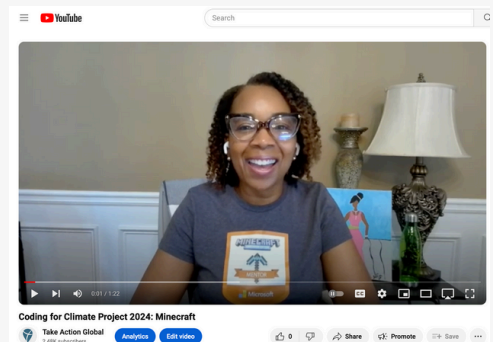 YouTube
Search
MINECRAFT
MENTOR
Microsoft
0:01 / 1:22
CC
Coding for Climate Project 2024: Minecraft
Take Action Global
Analytics
Edit video
0
Share
Promote
Save